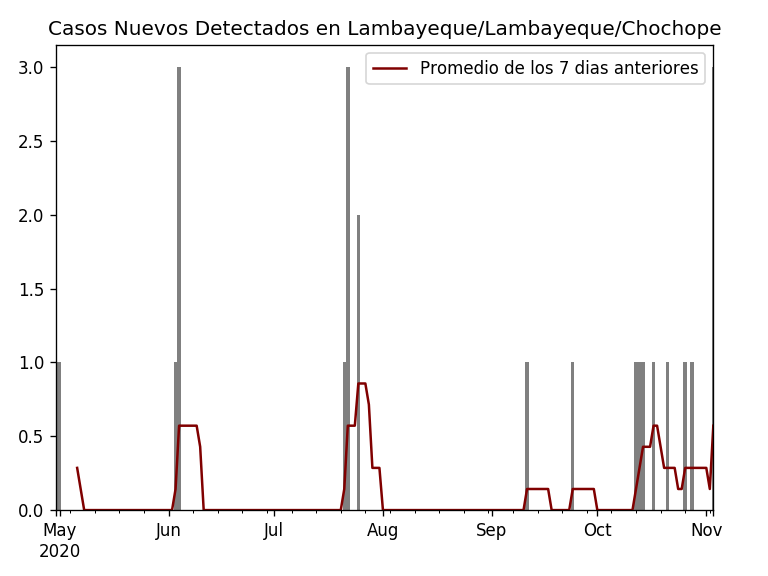 Casos Nuevos Detectados en Lambayeque/Lambayeque/Chochope
Promedio de los 7 dias anteriores
3.0
2.5
2.0
1.5
1.0
0.5
0.0
May Jun Jul Aug Sep Oct Nov
2020